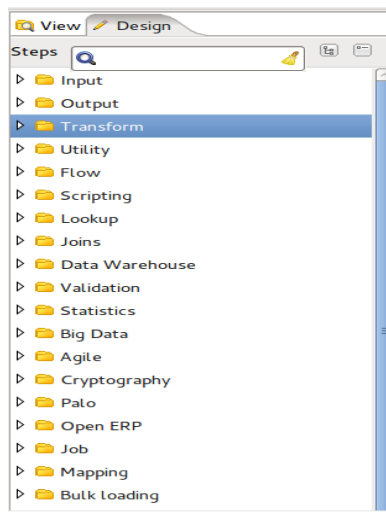 View Design
Steps
Input
Output
Transform
Utility
Flow
Scripting
Lookup
Joins
Data Warehouse
Validation
Statistics
Big Data
Agile
Cryptography
Palo
Open ERP
Job
Mapping
Bulk loading